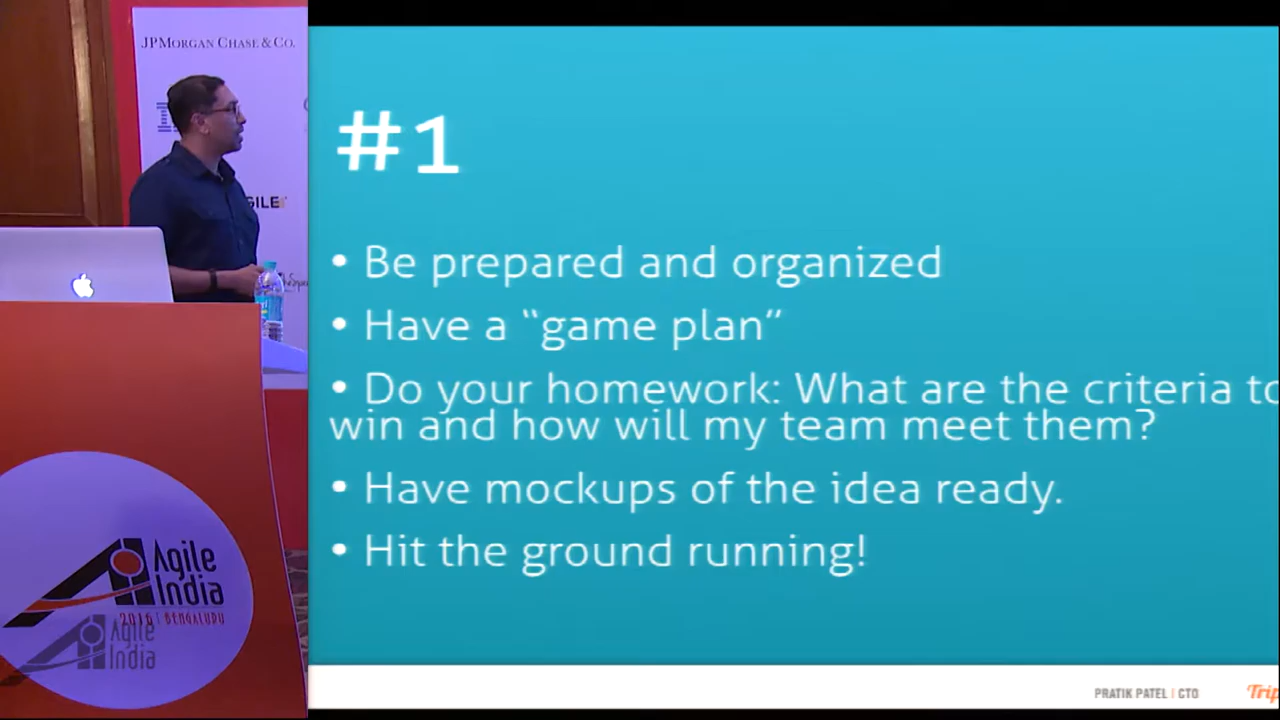 JPMORGAN CHASE & CO.
#1
• Be prepared and organized
• Have a “game plan”
• Do your homework: What are the criteria to
win and how will my team meet them?
• Have mockups of the idea ready.
• Hit the ground running!
Agile
India
2016 | BENGALURU
Agile
India
PRATIK PATEL | CTO